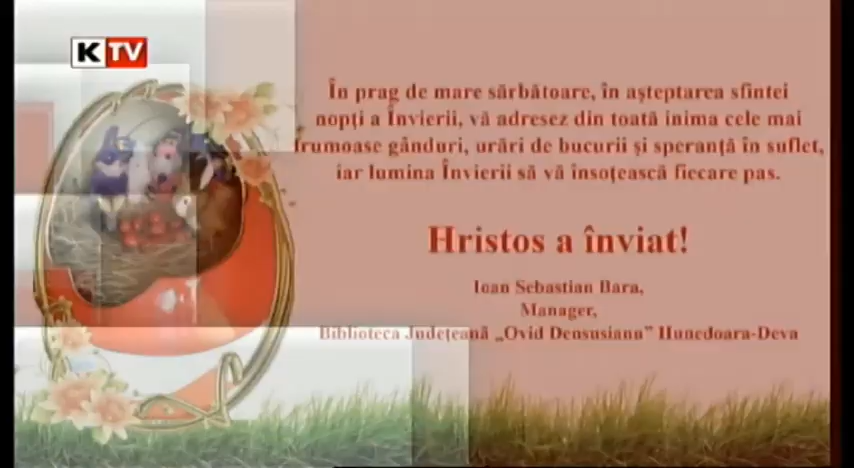 K TV
În prag de mare sărbătoare, în așteptarea sfintei
nopți a Învierii, vă adresez din toată inima cele mai
frumoase gânduri, urări de bucurii și speranță în suflet,
iar lumina Învierii să vă însoțească fiecare pas.
Hristos a înviat!
Ioan Sebastian Bara,
Manager,
Biblioteca Județeană „Ovid Densusianu” Hunedoara-Deva